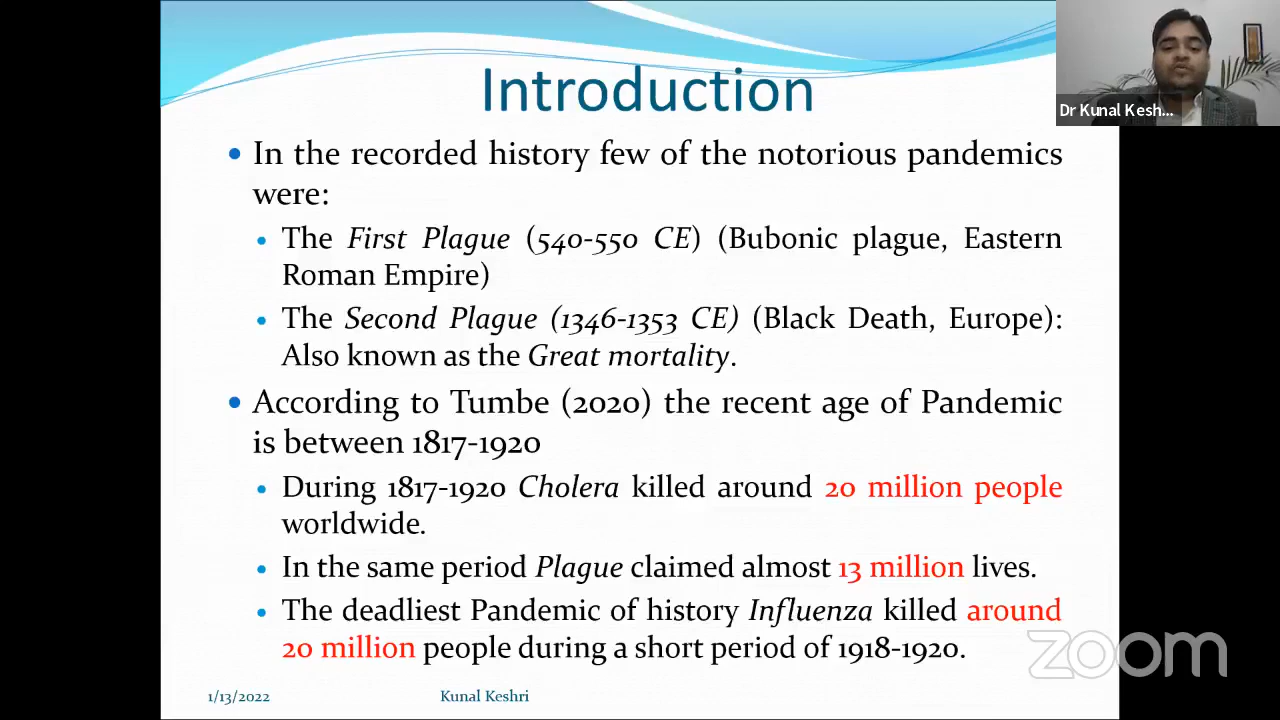 Introduction
Dr Kunal Kesh...
• In the recorded history few of the notorious pandemics
were:
• The First Plague (540-550 CE) (Bubonic plague, Eastern
Roman Empire)
• The Second Plague (1346-1353 CE) (Black Death, Europe):
Also known as the Great mortality.
• According to Tumbe (2020) the recent age of Pandemic
is between 1817-1920
• During 1817-1920 Cholera killed around 20 million people
worldwide.
• In the same period Plague claimed almost 13 million lives.
• The deadliest Pandemic of history Influenza killed around
20 million people during a short period of 1918-1920.
zoom
1/13/2022
Kunal Keshri